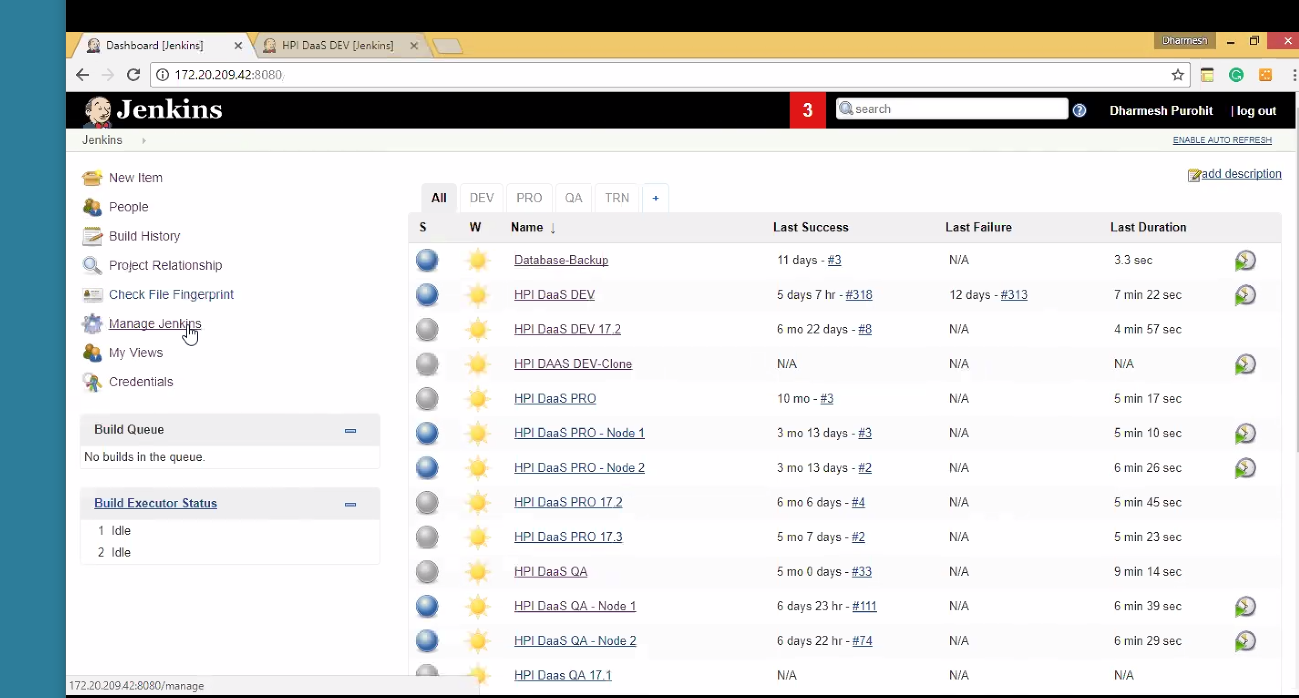 Dashboard [Jenkins]
HPI DaaS DEV [Jenkins]
Dharmesh
172.20.209.42:8080/
Jenkins
3
search
Dharmesh Purohit
| log out
Jenkins
ENABLE AUTO REFRESH
New Item
People
Build History
Project Relationship
Check File Fingerprint
Manage Jenkins
My Views
Credentials
Build Queue
No builds in the queue.
Build Executor Status
1 Idle
2 Idle
add description
All DEV PRO QA TRN +
S W Name ↓ Last Success Last Failure Last Duration
Database-Backup 11 days - #3 N/A 3.3 sec
HPI DaaS DEV 5 days 7 hr - #318 12 days - #313 7 min 22 sec
HPI DaaS DEV 17.2 6 mo 22 days - #8 N/A 4 min 57 sec
HPI DAAS DEV-Clone N/A N/A N/A
HPI DaaS PRO 10 mo - #3 N/A 5 min 17 sec
HPI DaaS PRO - Node 1 3 mo 13 days - #3 N/A 5 min 10 sec
HPI DaaS PRO - Node 2 3 mo 13 days - #2 N/A 6 min 26 sec
HPI DaaS PRO 17.2 6 mo 6 days - #4 N/A 5 min 45 sec
HPI DaaS PRO 17.3 5 mo 7 days - #2 N/A 5 min 23 sec
HPI DaaS QA 5 mo 0 days - #33 N/A 9 min 14 sec
HPI DaaS QA - Node 1 6 days 23 hr - #111 N/A 6 min 39 sec
HPI DaaS QA - Node 2 6 days 22 hr - #74 N/A 6 min 29 sec
HPI Daas QA 17.1 N/A N/A N/A
172.20.209.42:8080/manage